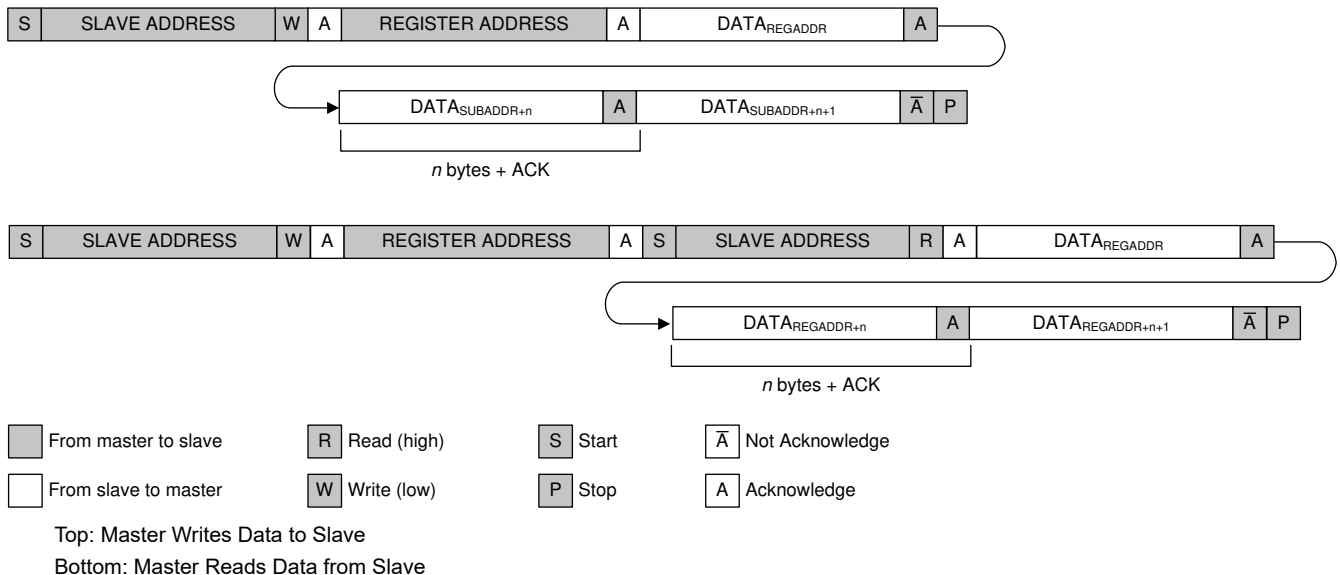 S SLAVE ADDRESS W A REGISTER ADDRESS A DATAREGADDR A
DATASUBADDR+n A DATASUBADDR+n+1 A̅ P
n bytes + ACK
S SLAVE ADDRESS W A REGISTER ADDRESS A S SLAVE ADDRESS R A DATAREGADDR A
DATAREGADDR+n A DATAREGADDR+n+1 A̅ P
n bytes + ACK
From master to slave R Read (high) S Start A̅ Not Acknowledge
From slave to master W Write (low) P Stop A Acknowledge
Top: Master Writes Data to Slave
Bottom: Master Reads Data from Slave